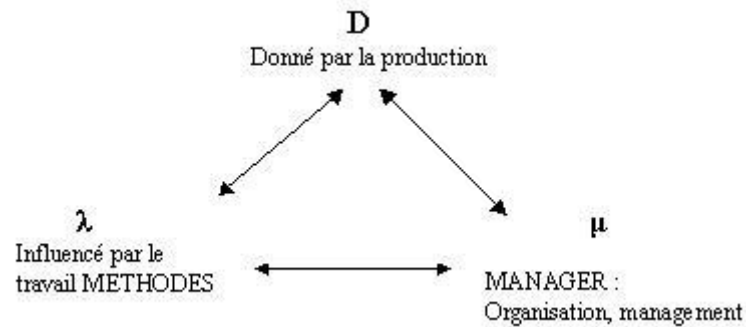 D
Donné par la production
λ
Influencé par le
travail METHODES
μ
MANAGER :
Organisation, management